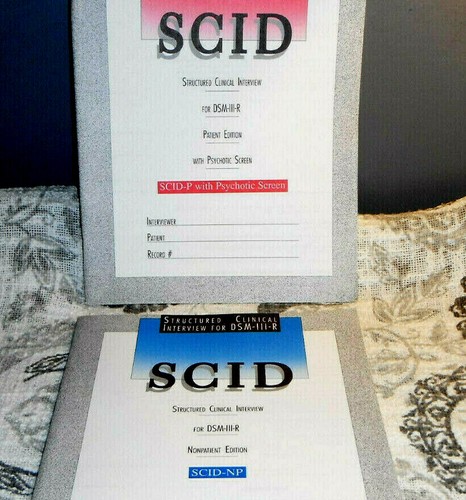 SCID
Structured Clinical Interview
for DSM-III-R
Patient Edition
with Psychotic Screen
SCID-P with Psychotic Screen
Interviewer
Patient
Record #
Structured Clinical
Interview for DSM-III-R
SCID
Structured Clinical Interview
for DSM-III-R
Nonpatient Edition
SCID-NP